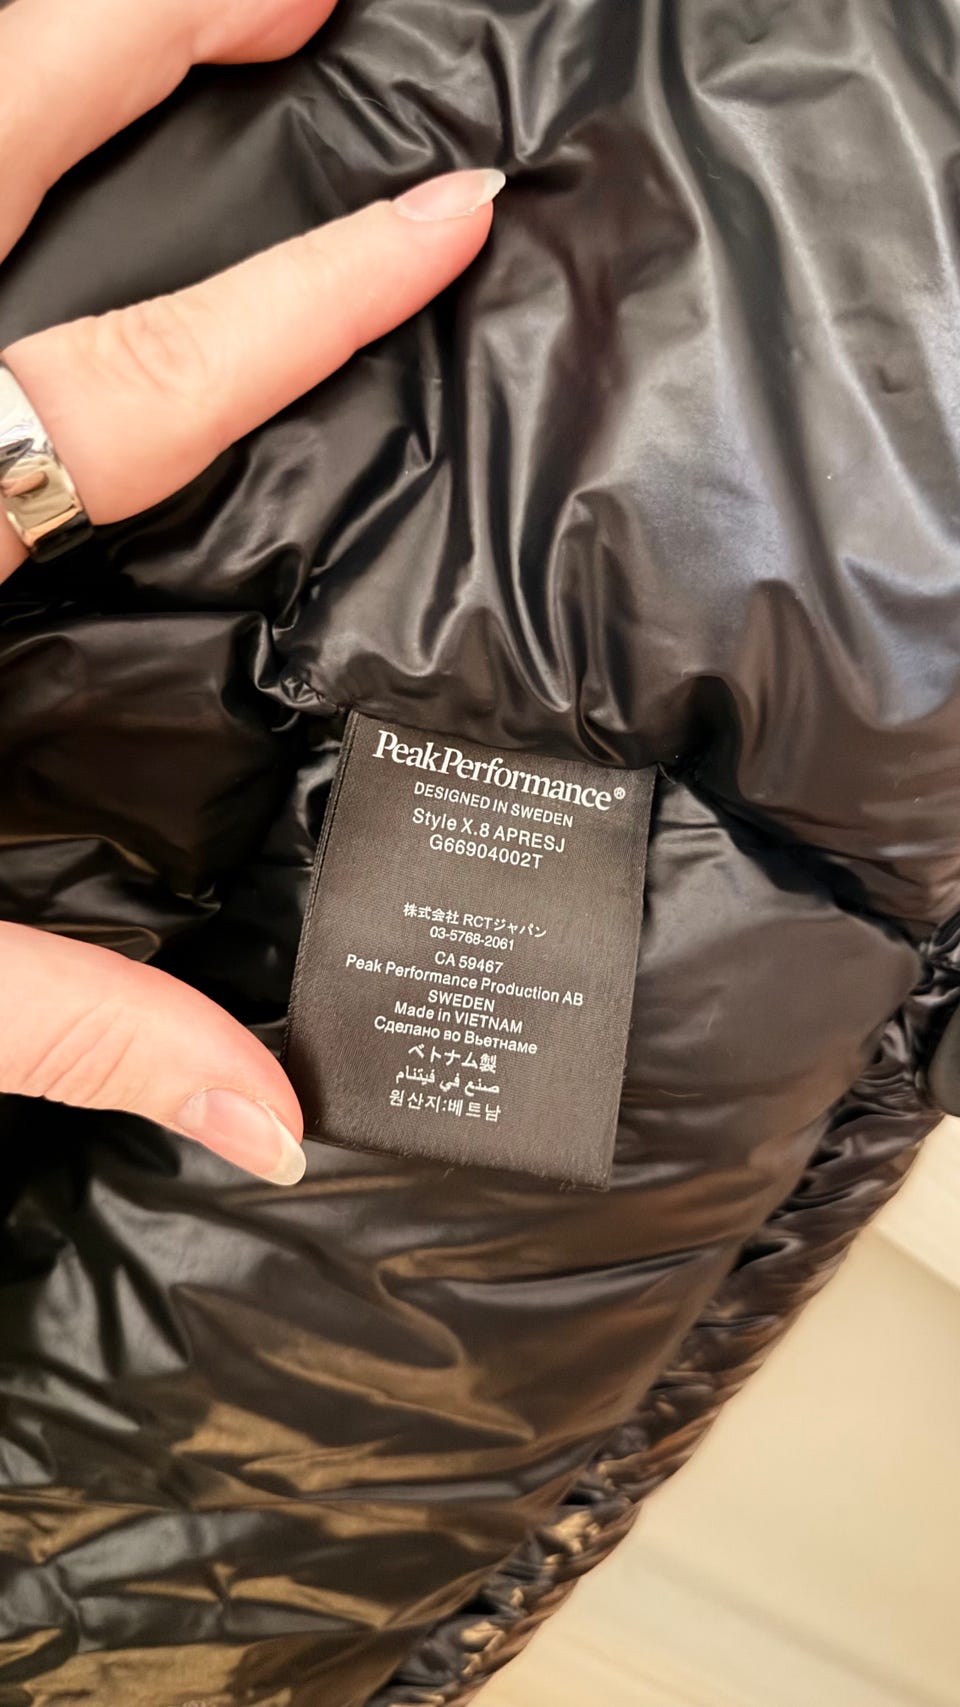 PeakPerformance®
DESIGNED IN SWEDEN
Style X.8 APRESJ
G66904002T
株式会社 RCTジャパン
03-5768-2061
CA 59467
Peak Performance Production AB
SWEDEN
Made in VIETNAM
Сделано во Вьетнаме
ベトナム製
صنع في فيتنام
원산지:베트남